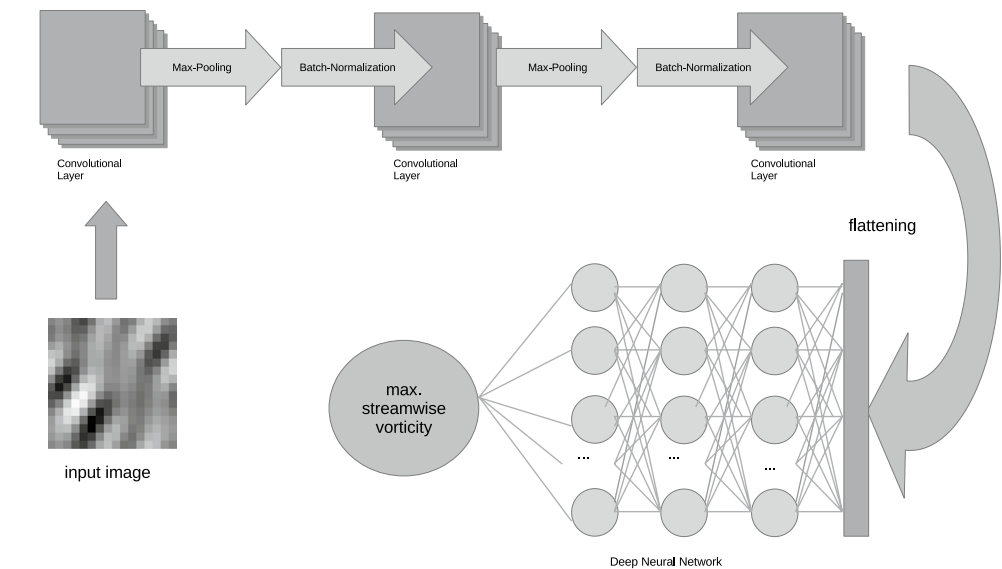 Max-Pooling
Batch-Normalization
Max-Pooling
Batch-Normalization
Convolutional
Layer
Convolutional
Layer
Convolutional
Layer
flattening
max.
streamwise
vorticity
...
...
...
input image
Deep Neural Network